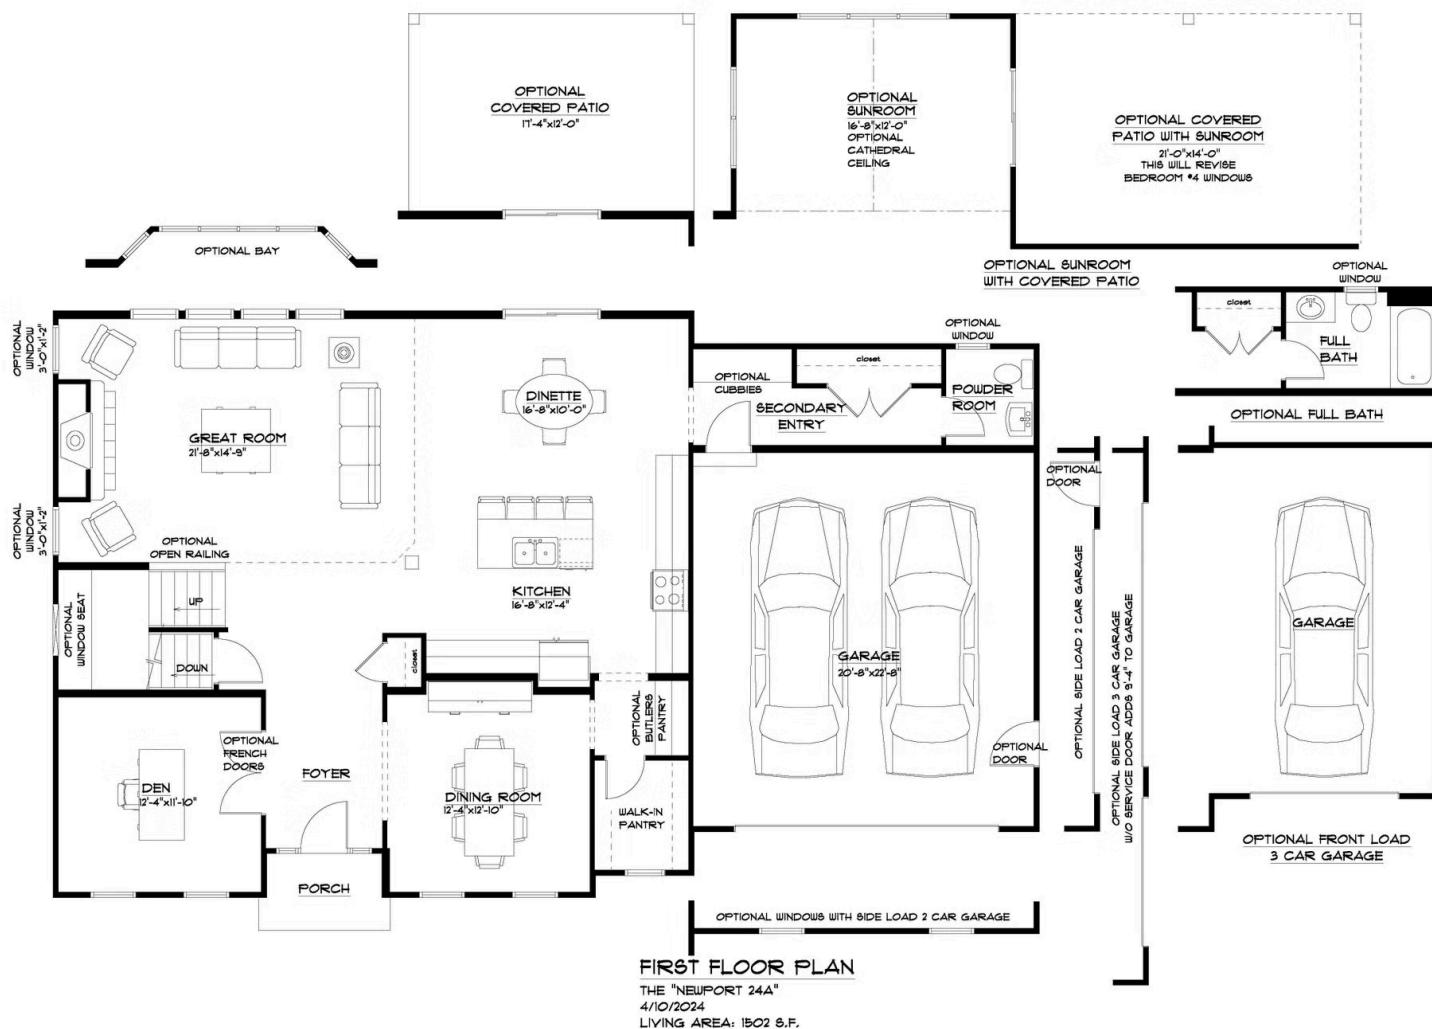 OPTIONAL
COVERED PATIO
17'-4"x12'-0"
OPTIONAL
SUNROOM
16'-8"x12'-0"
OPTIONAL
CATHEDRAL
CEILING
OPTIONAL COVERED
PATIO WITH SUNROOM
21'-0"x14'-0"
THIS WILL REVISE
BEDROOM #4 WINDOWS
OPTIONAL BAY
OPTIONAL SUNROOM
WITH COVERED PATIO
OPTIONAL
WINDOW
closet
FULL
BATH
OPTIONAL FULL BATH
OPTIONAL
WINDOW
3'-0"x1'-2"
GREAT ROOM
21'-8"x14'-9"
OPTIONAL
WINDOW
3'-0"x1'-2"
OPTIONAL
OPEN RAILING
DINETTE
16'-8"x10'-0"
OPTIONAL
CUBBIES
closet
OPTIONAL
WINDOW
POWDER
ROOM
SECONDARY
ENTRY
KITCHEN
16'-8"x12'-4"
OPTIONAL
WINDOW SEAT
UP
DOWN
closet
GARAGE
20'-8"x22'-8"
OPTIONAL
DOOR
OPTIONAL
DOOR
OPTIONAL SIDE LOAD 2 CAR GARAGE
OPTIONAL SIDE LOAD 3 CAR GARAGE
W/O SERVICE DOOR ADDS 9'-4" TO GARAGE
GARAGE
OPTIONAL FRONT LOAD
3 CAR GARAGE
OPTIONAL
BUTLERS
PANTRY
OPTIONAL
FRENCH
DOORS
DEN
12'-4"x11'-10"
FOYER
DINING ROOM
12'-4"x12'-10"
WALK-IN
PANTRY
PORCH
OPTIONAL WINDOWS WITH SIDE LOAD 2 CAR GARAGE
FIRST FLOOR PLAN
THE "NEWPORT 24A"
4/10/2024
LIVING AREA: 1502 S.F.